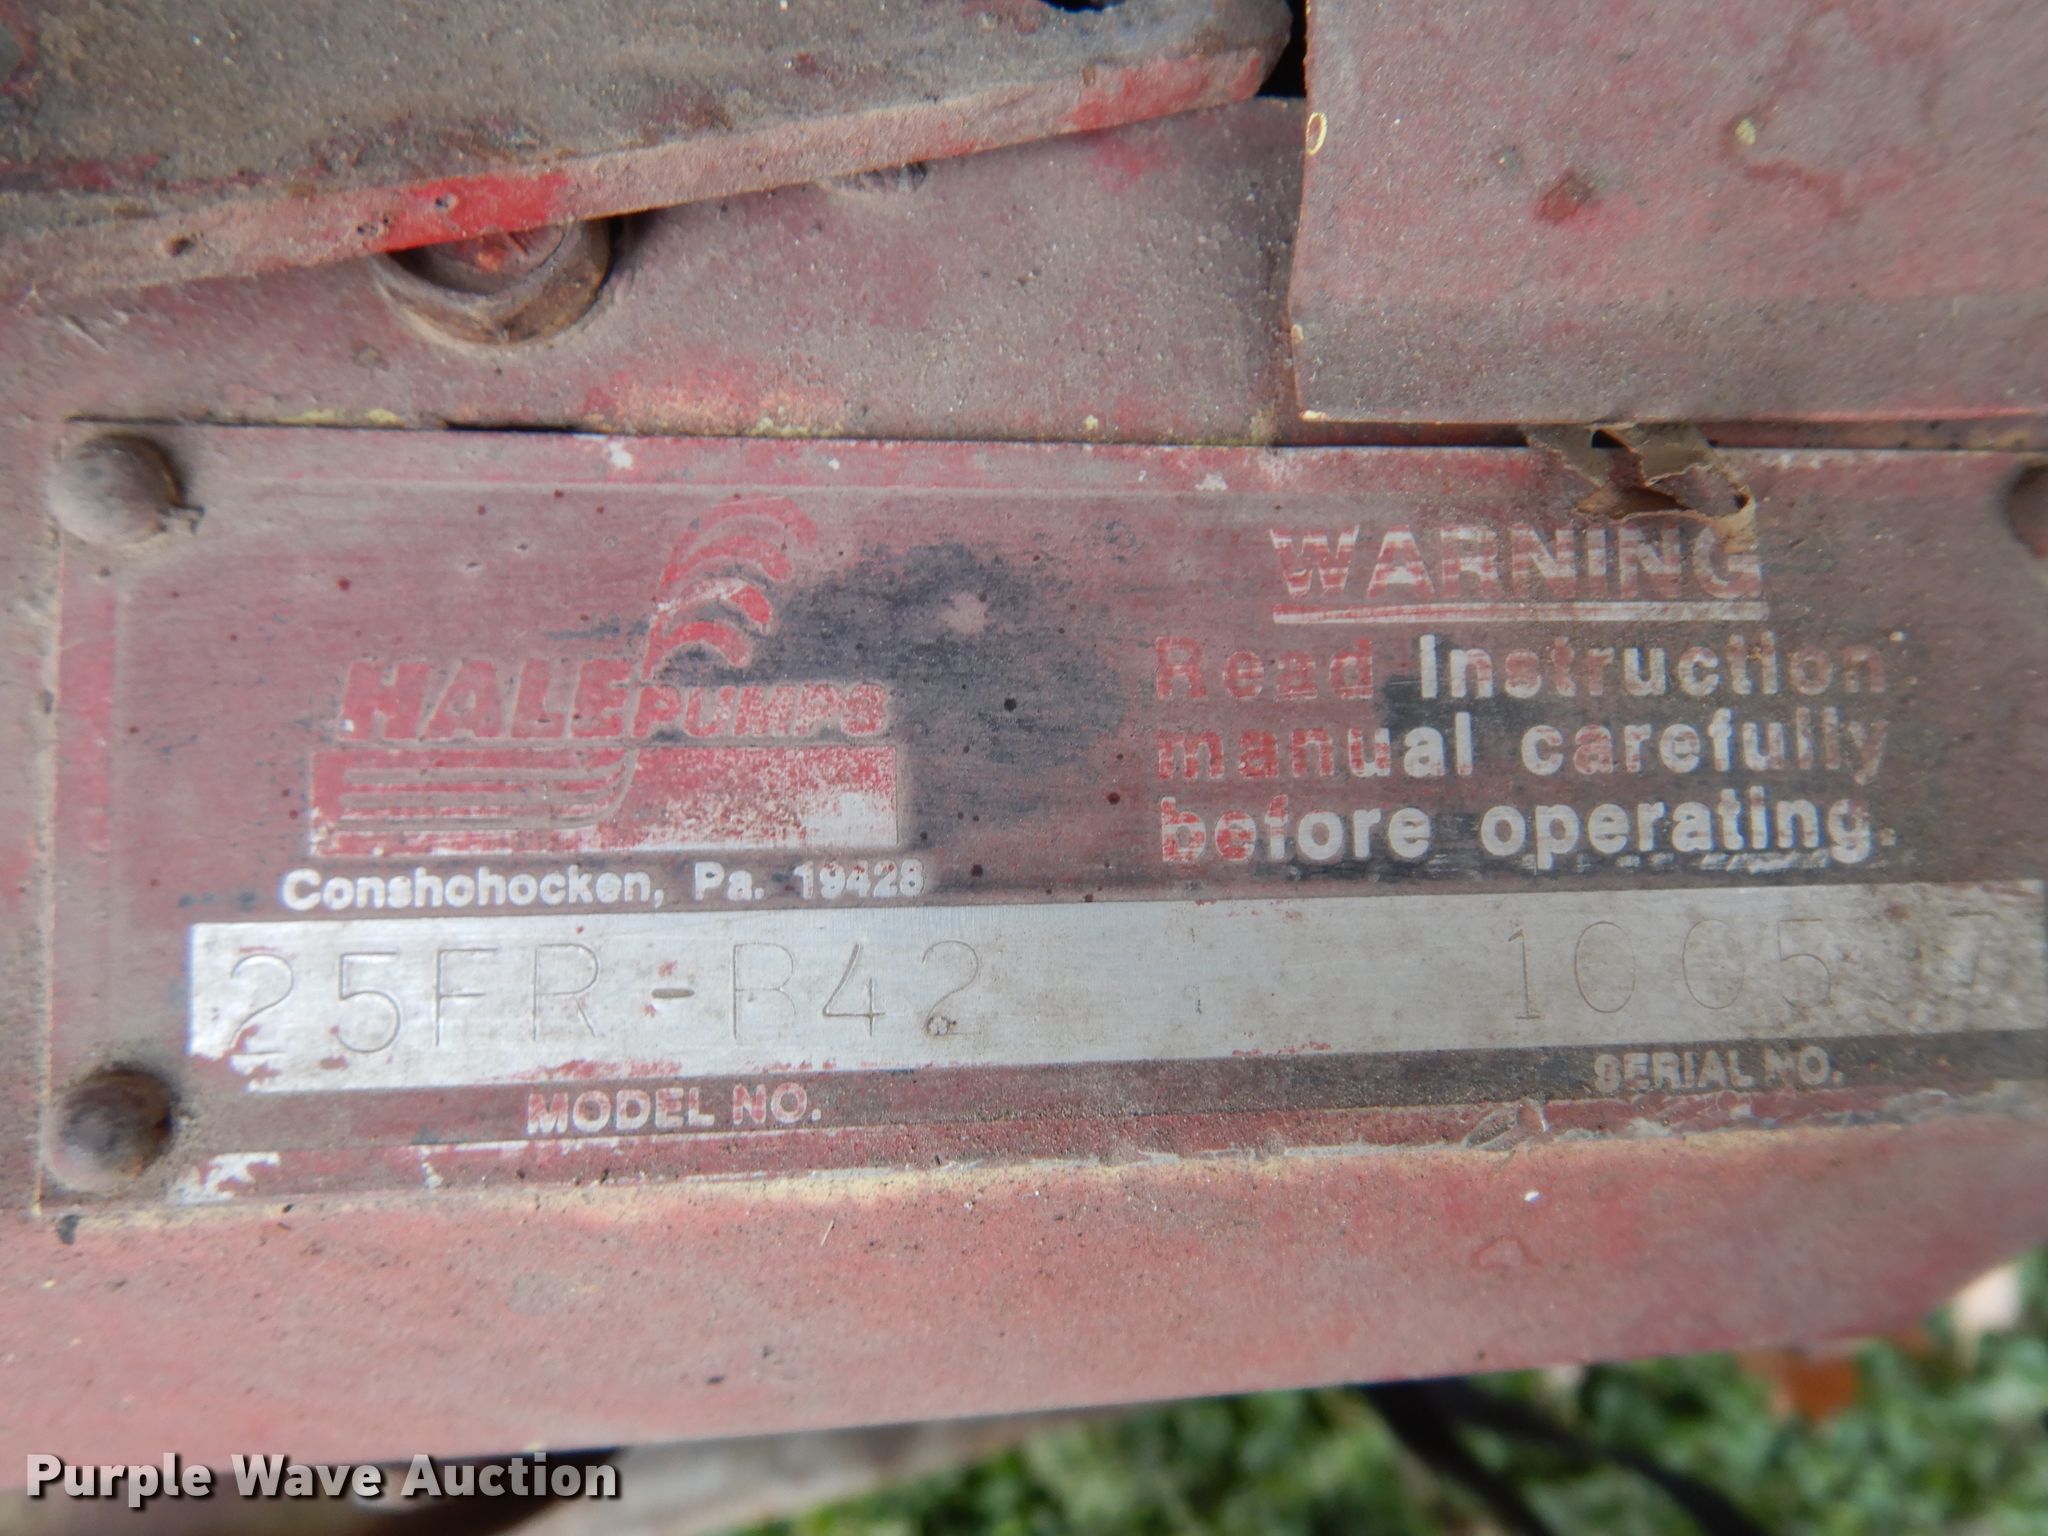 HALE PUMPS
Conshohocken, Pa. 19428
WARNING
Read Instruction
manual carefully
before operating.
25FR-B42
MODEL NO.
SERIAL NO.
Purple Wave Auction